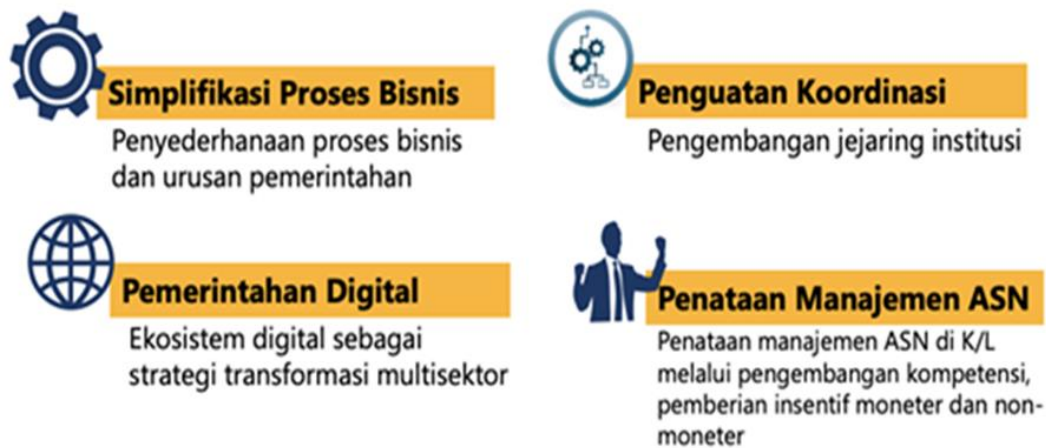 Simplifikasi Proses Bisnis
Penyederhanaan proses bisnis
dan urusan pemerintahan
Penguatan Koordinasi
Pengembangan jejaring institusi
Pemerintahan Digital
Ekosistem digital sebagai
strategi transformasi multisektor
Penataan Manajemen ASN
Penataan manajemen ASN di K/L
melalui pengembangan kompetensi,
pemberian insentif moneter dan non-
moneter